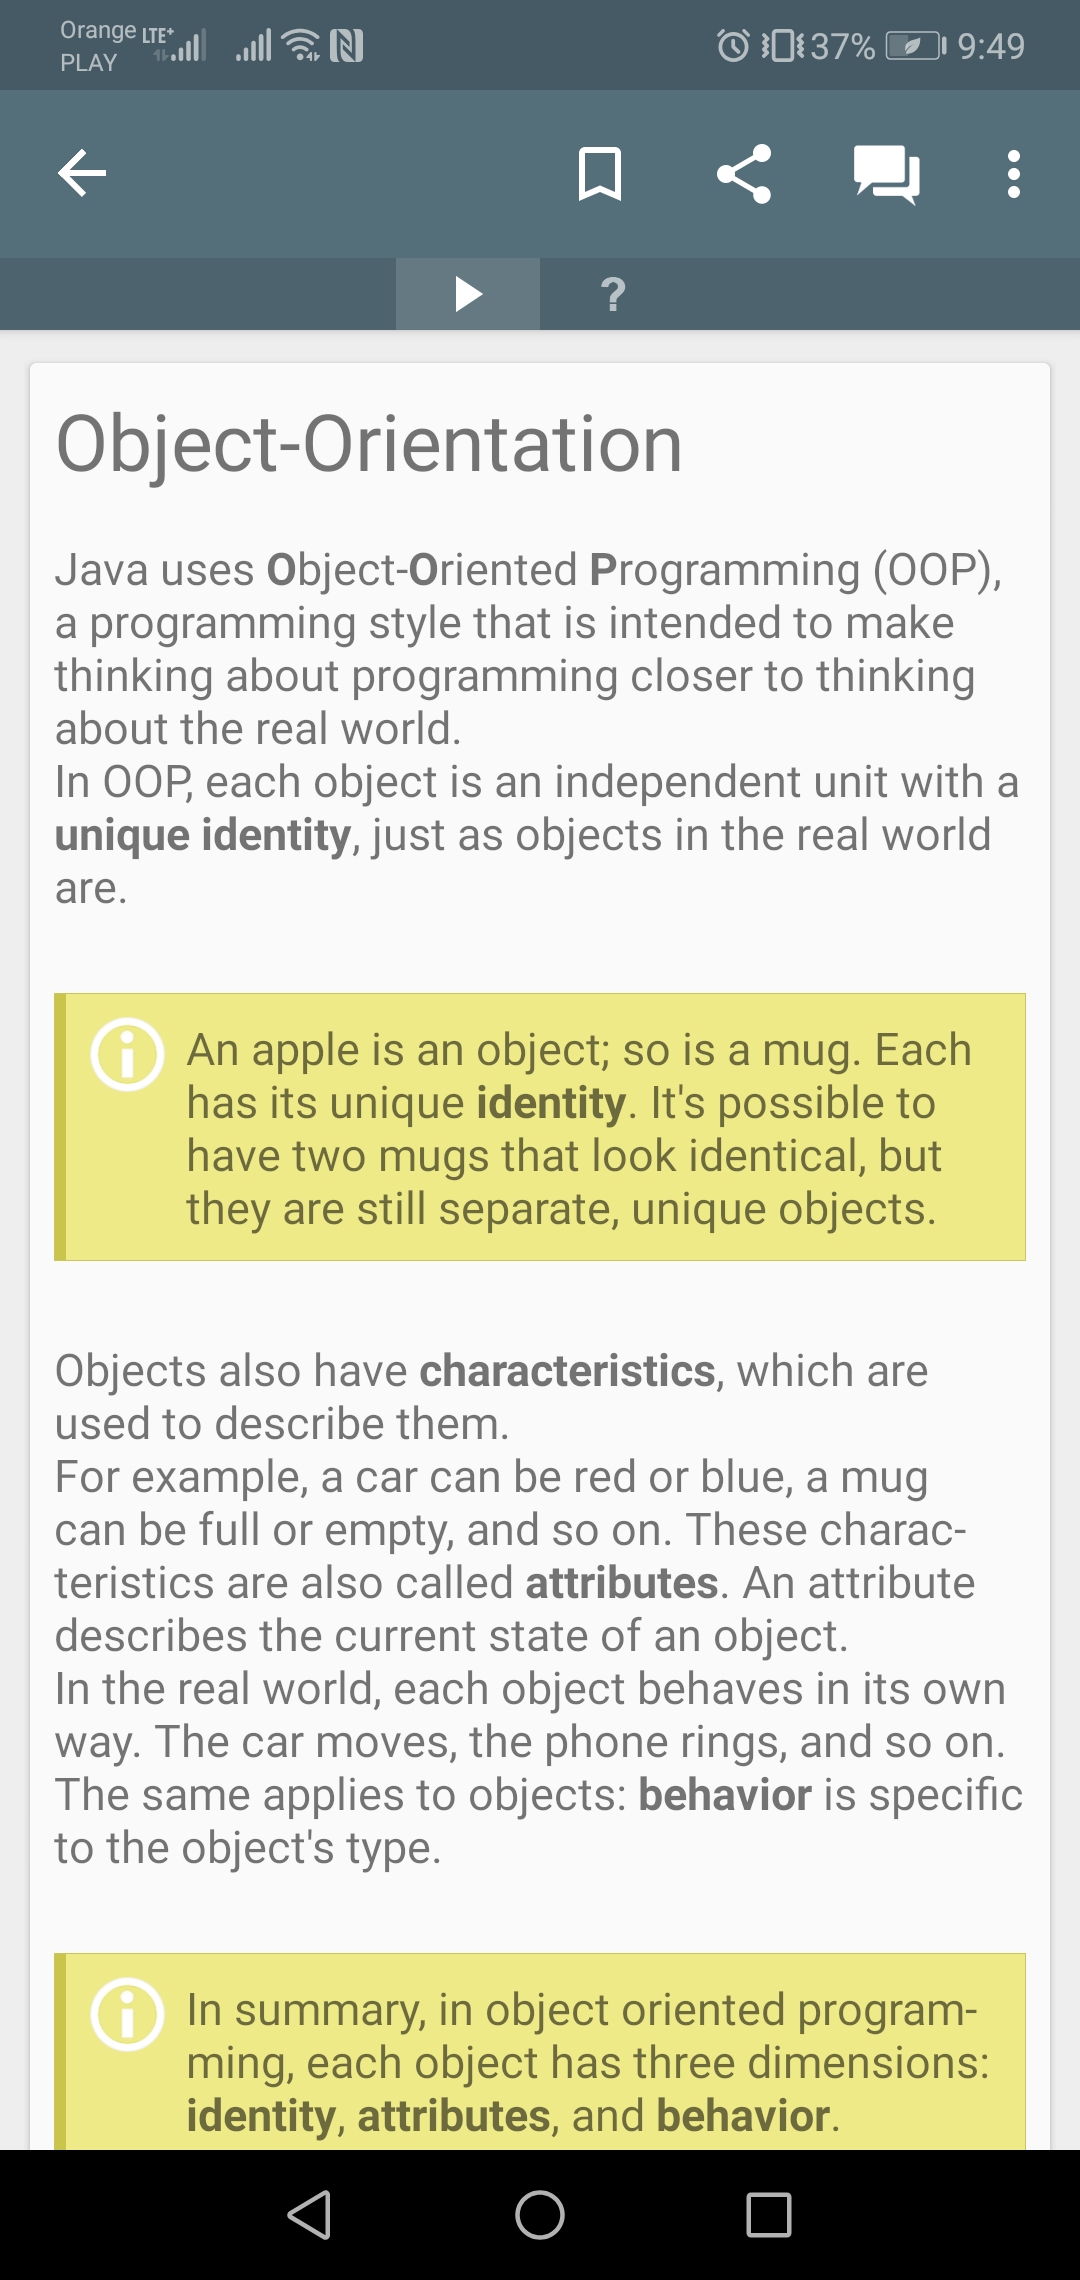 Orange LTE+
PLAY
37% 9:49
?
Object-Orientation
Java uses Object-Oriented Programming (OOP),
a programming style that is intended to make
thinking about programming closer to thinking
about the real world.
In OOP, each object is an independent unit with a
unique identity, just as objects in the real world
are.
An apple is an object; so is a mug. Each
has its unique identity. It's possible to
have two mugs that look identical, but
they are still separate, unique objects.
Objects also have characteristics, which are
used to describe them.
For example, a car can be red or blue, a mug
can be full or empty, and so on. These charac-
teristics are also called attributes. An attribute
describes the current state of an object.
In the real world, each object behaves in its own
way. The car moves, the phone rings, and so on.
The same applies to objects: behavior is specific
to the object's type.
In summary, in object oriented program-
ming, each object has three dimensions:
identity, attributes, and behavior.